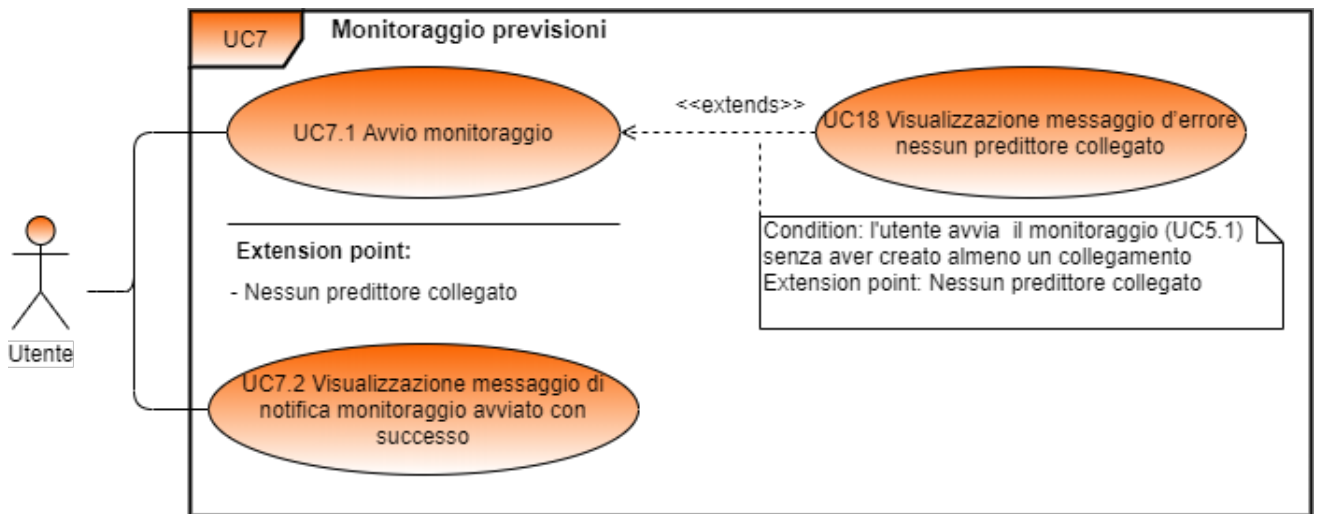 UC7
Monitoraggio previsioni
UC7.1 Avvio monitoraggio
<<extends>>
UC18 Visualizzazione messaggio d'errore
nessun predittore collegato
Extension point:
- Nessun predittore collegato
Condition: l'utente avvia il monitoraggio (UC5.1)
senza aver creato almeno un collegamento
Extension point: Nessun predittore collegato
Utente
UC7.2 Visualizzazione messaggio di
notifica monitoraggio avviato con
successo